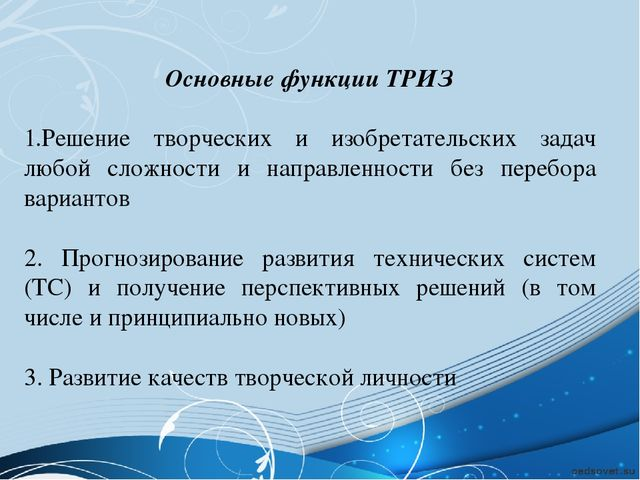 Основные функции ТРИЗ
1.Решение творческих и изобретательских задач
любой сложности и направленности без перебора
вариантов
2. Прогнозирование развития технических систем
(ТС) и получение перспективных решений (в том
числе и принципиально новых)
3. Развитие качеств творческой личности
pedsovet.su